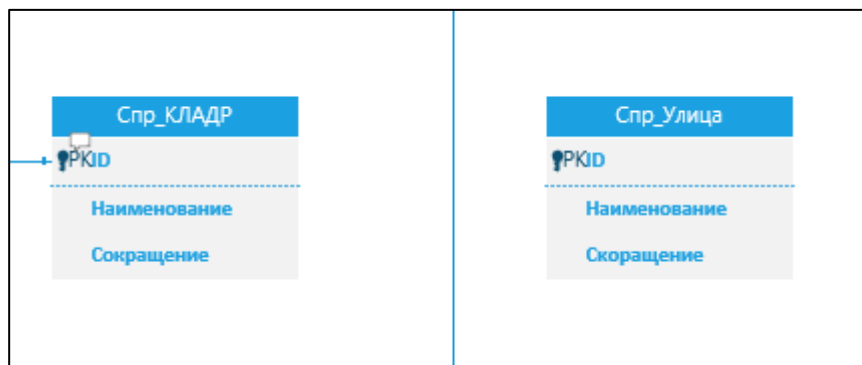 Спр_КЛАДР
PKID
Наименование
Сокращение
Спр_Улица
PKID
Наименование
Скоращение